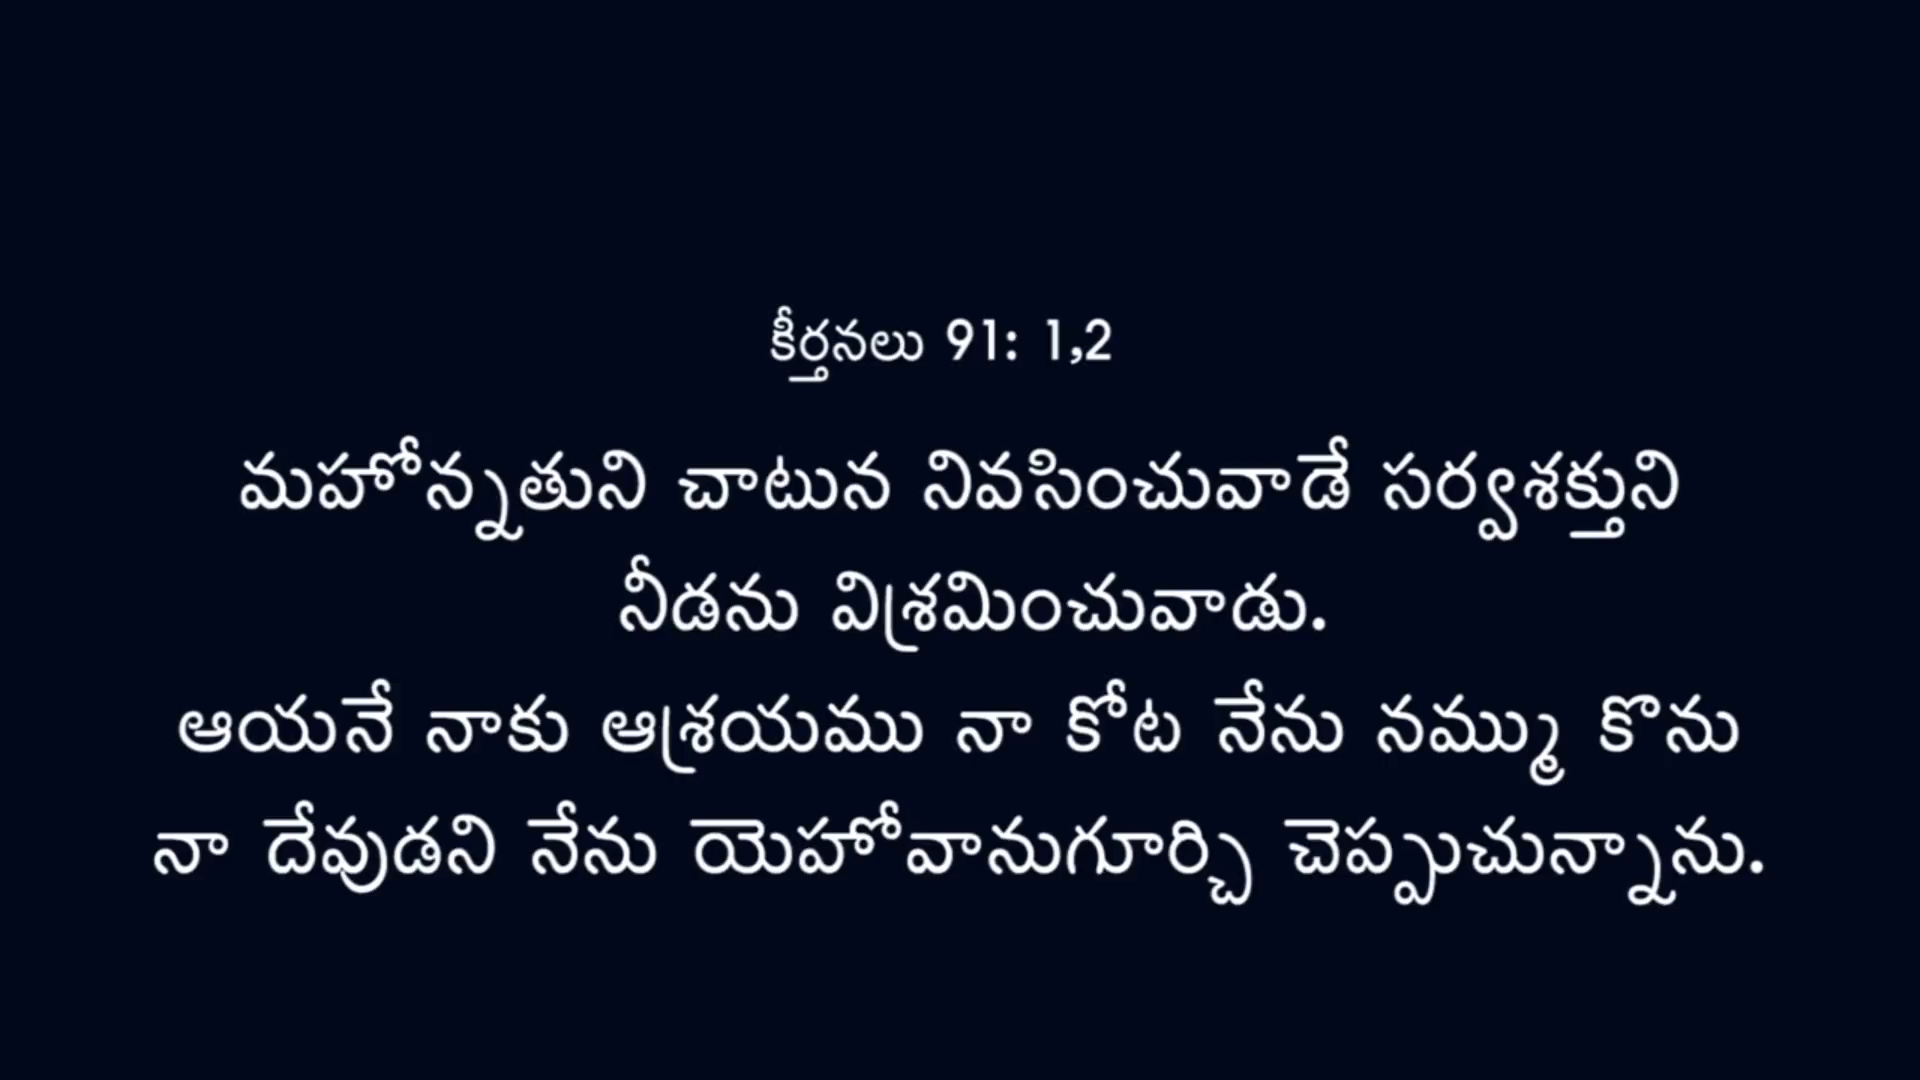 కీర్తనలు 91: 1,2
మహోన్నతుని చాటున నివసించువాడే సర్వశక్తుని
నీడను విశ్రమించువాడు.
ఆయనే నాకు ఆశ్రయము నా కోట నేను నమ్ము కొను
నా దేవుడని నేను యెహోవానుగూర్చి చెప్పుచున్నాను.